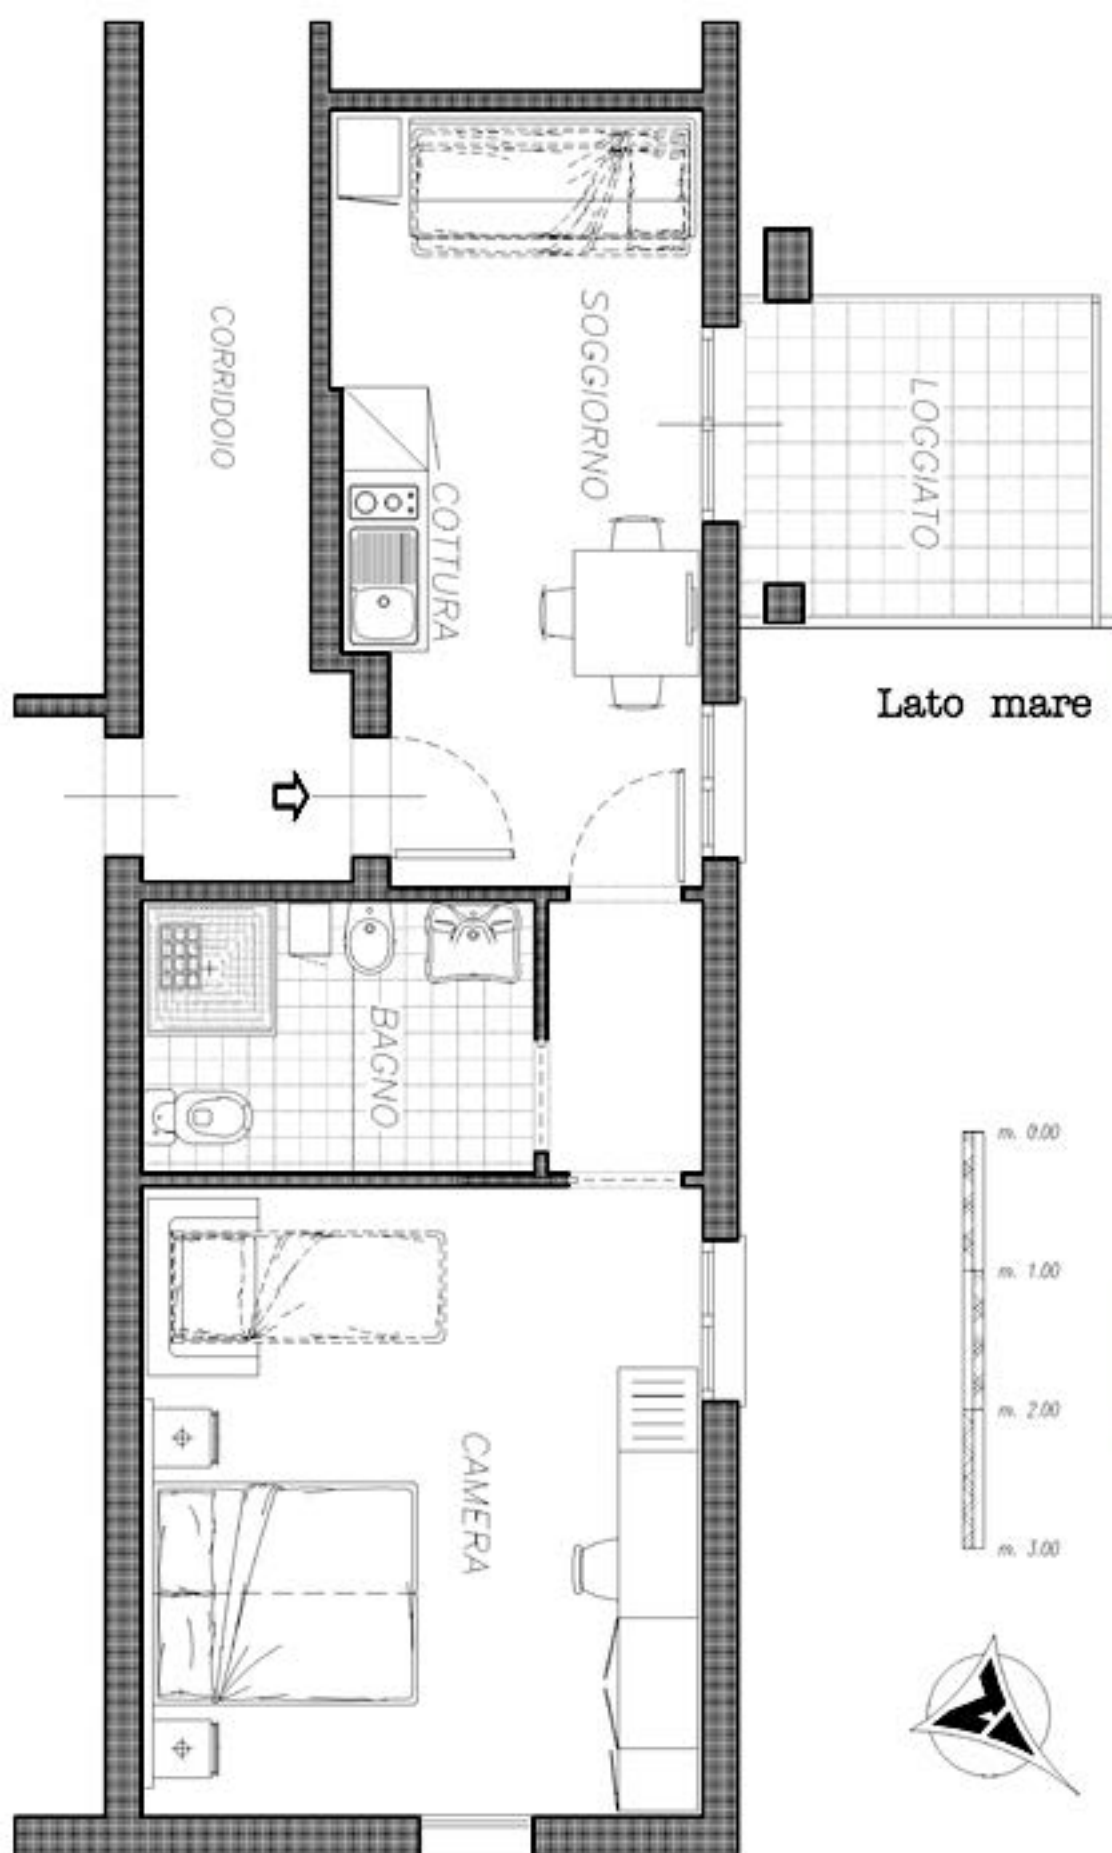 CORRIDOIO
SOGGIORNO
LOGGIATO
COTTURA
Lato mare
BAGNO
m. 0.00
m. 1.00
m. 2.00
m. 3.00
CAMERA